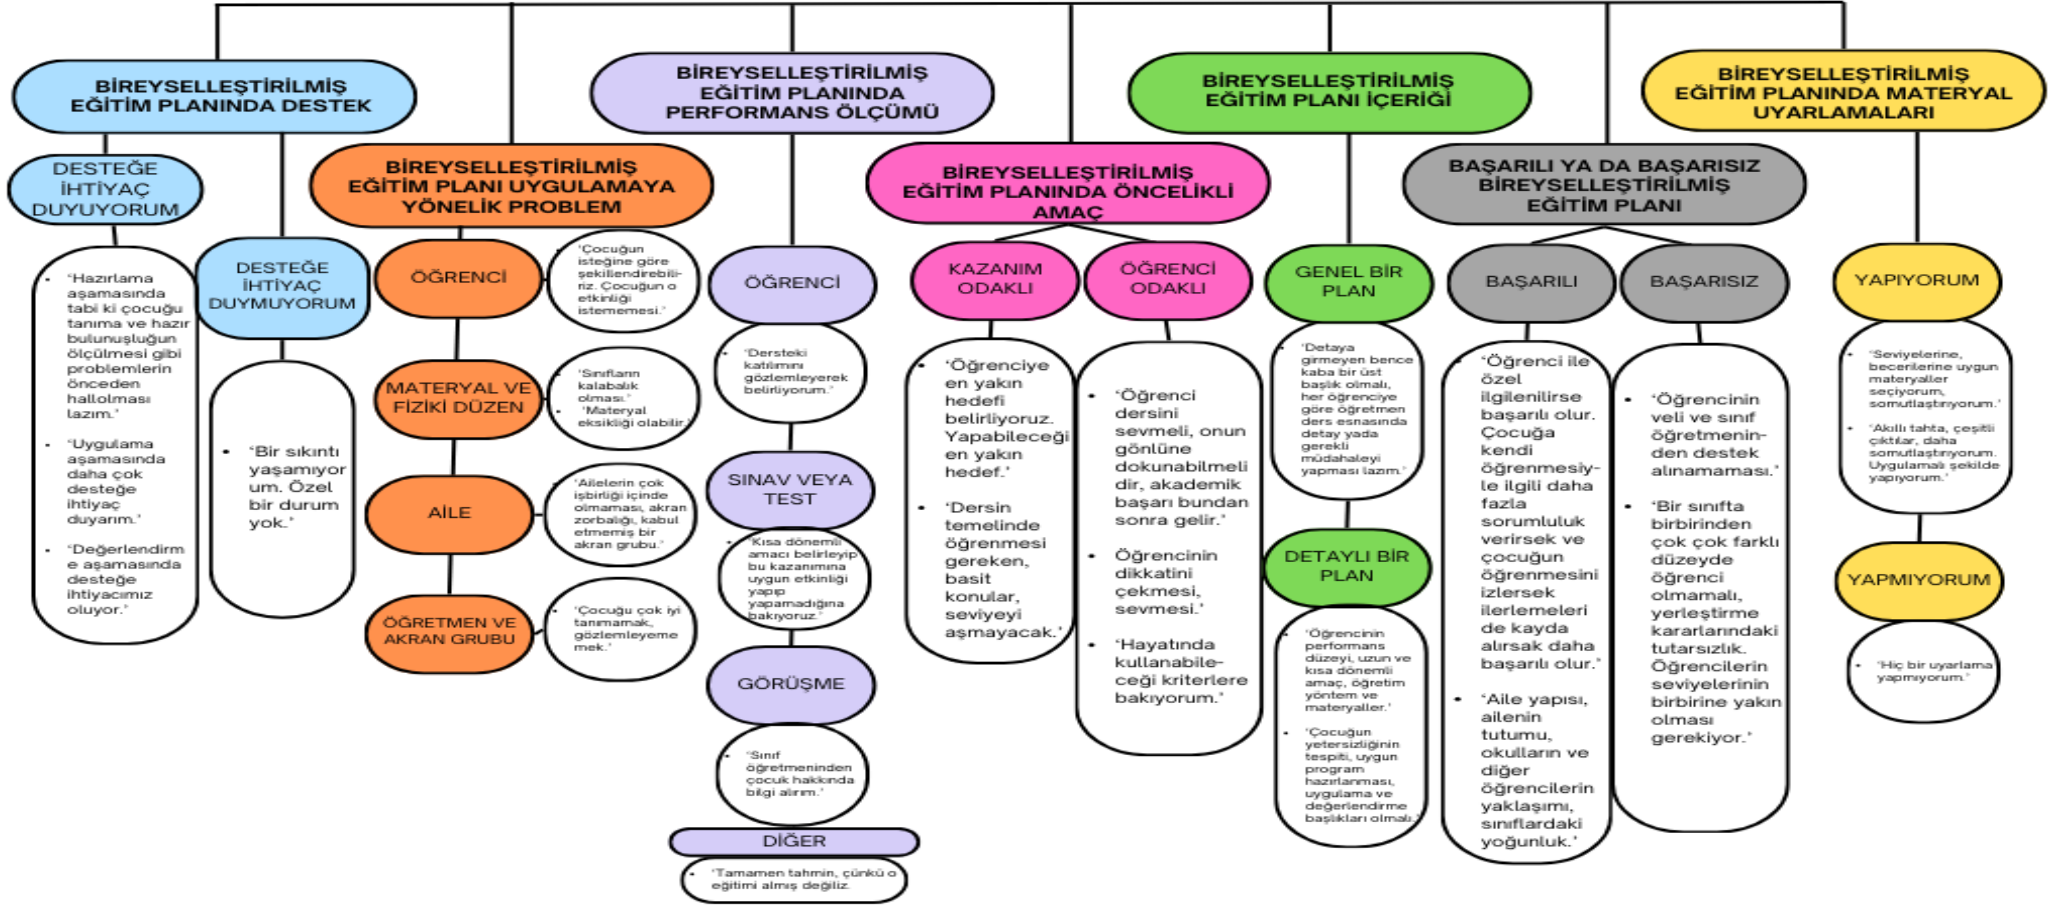 BİREYSELLEŞTİRİLMİŞ
EĞİTİM PLANINDA DESTEK
DESTEĞE
İHTİYAÇ
DUYUYORUM
• ‘Hazırlama
aşamasında
tabi ki çocuğu
tanıma ve hazır
bulunuşluğun
ölçülmesi gibi
problemlerin
önceden
hallolması
lazım.’
• ‘Uygulama
aşamasında
daha çok
desteğe
ihtiyaç
duyarım.’
• ‘Değerlendirm
e aşamasında
desteğe
ihtiyacımız
oluyor.’
DESTEĞE
İHTİYAÇ
DUYMUYORUM
• ‘Bir sıkıntı
yaşamıyor
um. Özel
bir durum
yok.’
BİREYSELLEŞTİRİLMİŞ
EĞİTİM PLANI UYGULAMAYA
YÖNELİK PROBLEM
ÖĞRENCİ
• ‘Çocuğun
isteğine göre
şekillendirebili-
riz. Çocuğun o
etkinliği
istememesi.’
MATERYAL VE
FİZİKİ DÜZEN
• ‘Sınıfların
kalabalık
olması.’
• ‘Materyal
eksikliği olabilir.’
AİLE
• ‘Ailelerin çok
işbirliği içinde
olmaması, akran
zorbalığı, kabul
etmemiş bir
akran grubu.’
ÖĞRETMEN VE
AKRAN GRUBU
• ‘Çocuğu çok iyi
tanımamak,
gözlemleyeme
mek.’
BİREYSELLEŞTİRİLMİŞ
EĞİTİM PLANINDA
PERFORMANS ÖLÇÜMÜ
ÖĞRENCİ
• ‘Dersteki
katılımını
gözlemleyerek
belirliyorum.’
SINAV VEYA
TEST
• ‘Kısa dönemli
amacı belirleyip
bu kazanımına
uygun etkinliği
yapıp
yapamadığına
bakıyoruz.’
GÖRÜŞME
• ‘Sınıf
öğretmeninden
çocuk hakkında
bilgi alırım.’
DİĞER
• ‘Tamamen tahmin, çünkü o
eğitimi almış değiliz.
BİREYSELLEŞTİRİLMİŞ
EĞİTİM PLANINDA ÖNCELİKLİ
AMAÇ
KAZANIM
ODAKLI
• ‘Öğrenciye
en yakın
hedefi
belirliyoruz.
Yapabileceği
en yakın
hedef.’
• ‘Dersin
temelinde
öğrenmesi
gereken,
basit
konular,
seviyeyi
aşmayacak.’
ÖĞRENCİ
ODAKLI
• ‘Öğrenci
dersini
sevmeli, onun
gönlüne
dokunabilmeli
dir, akademik
başarı bundan
sonra gelir.’
• Öğrencinin
dikkatini
çekmesi,
sevmesi.’
• ‘Hayatında
kullanabile-
ceği kriterlere
bakıyorum.’
BİREYSELLEŞTİRİLMİŞ
EĞİTİM PLANI İÇERİĞİ
GENEL BİR
PLAN
• ‘Detaya
girmeyen bence
kaba bir üst
başlık olmalı,
her öğrenciye
göre öğretmen
ders esnasında
detay yada
gerekli
müdahaleyi
yapması lazım.’
DETAYLI BİR
PLAN
• ‘Öğrencinin
performans
düzeyi, uzun ve
kısa dönemli
amaç, öğretim
yöntem ve
materyaller.’
• ‘Çocuğun
yetersizliğinin
tespiti, uygun
program
hazırlanması,
uygulama ve
değerlendirme
başlıkları olmalı.’
BAŞARILI YA DA BAŞARISIZ
BİREYSELLEŞTİRİLMİŞ
EĞİTİM PLANI
BAŞARILI
• ‘Öğrenci ile
özel
ilgilenilirse
başarılı olur.
Çocuğa
kendi
öğrenmesiy-
le ilgili daha
fazla
sorumluluk
verirsek ve
çocuğun
öğrenmesini
izlersek
ilerlemeleri
de kayda
alırsak daha
başarılı olur.’
• ‘Aile yapısı,
ailenin
tutumu,
okulların ve
diğer
öğrencilerin
yaklaşımı,
sınıflardaki
yoğunluk.’
BAŞARISIZ
• ‘Öğrencinin
veli ve sınıf
öğretmenin-
den destek
alınamaması.’
• ‘Bir sınıfta
birbirinden
çok çok farklı
düzeyde
öğrenci
olmamalı,
yerleştirme
kararlarındaki
tutarsızlık.
Öğrencilerin
seviyelerinin
birbirine yakın
olması
gerekiyor.’
BİREYSELLEŞTİRİLMİŞ
EĞİTİM PLANINDA MATERYAL
UYARLAMALARI
YAPIYORUM
• ‘Seviyelerine,
becerilerine uygun
materyaller
seçiyorum,
somutlaştırıyorum.’
• ‘Akıllı tahta, çeşitli
çıktılar, daha
somutlaştırıyorum.
Uygulamalı şekilde
yapıyorum.’
YAPMIYORUM
• ‘Hiç bir uyarlama
yapmıyorum.’